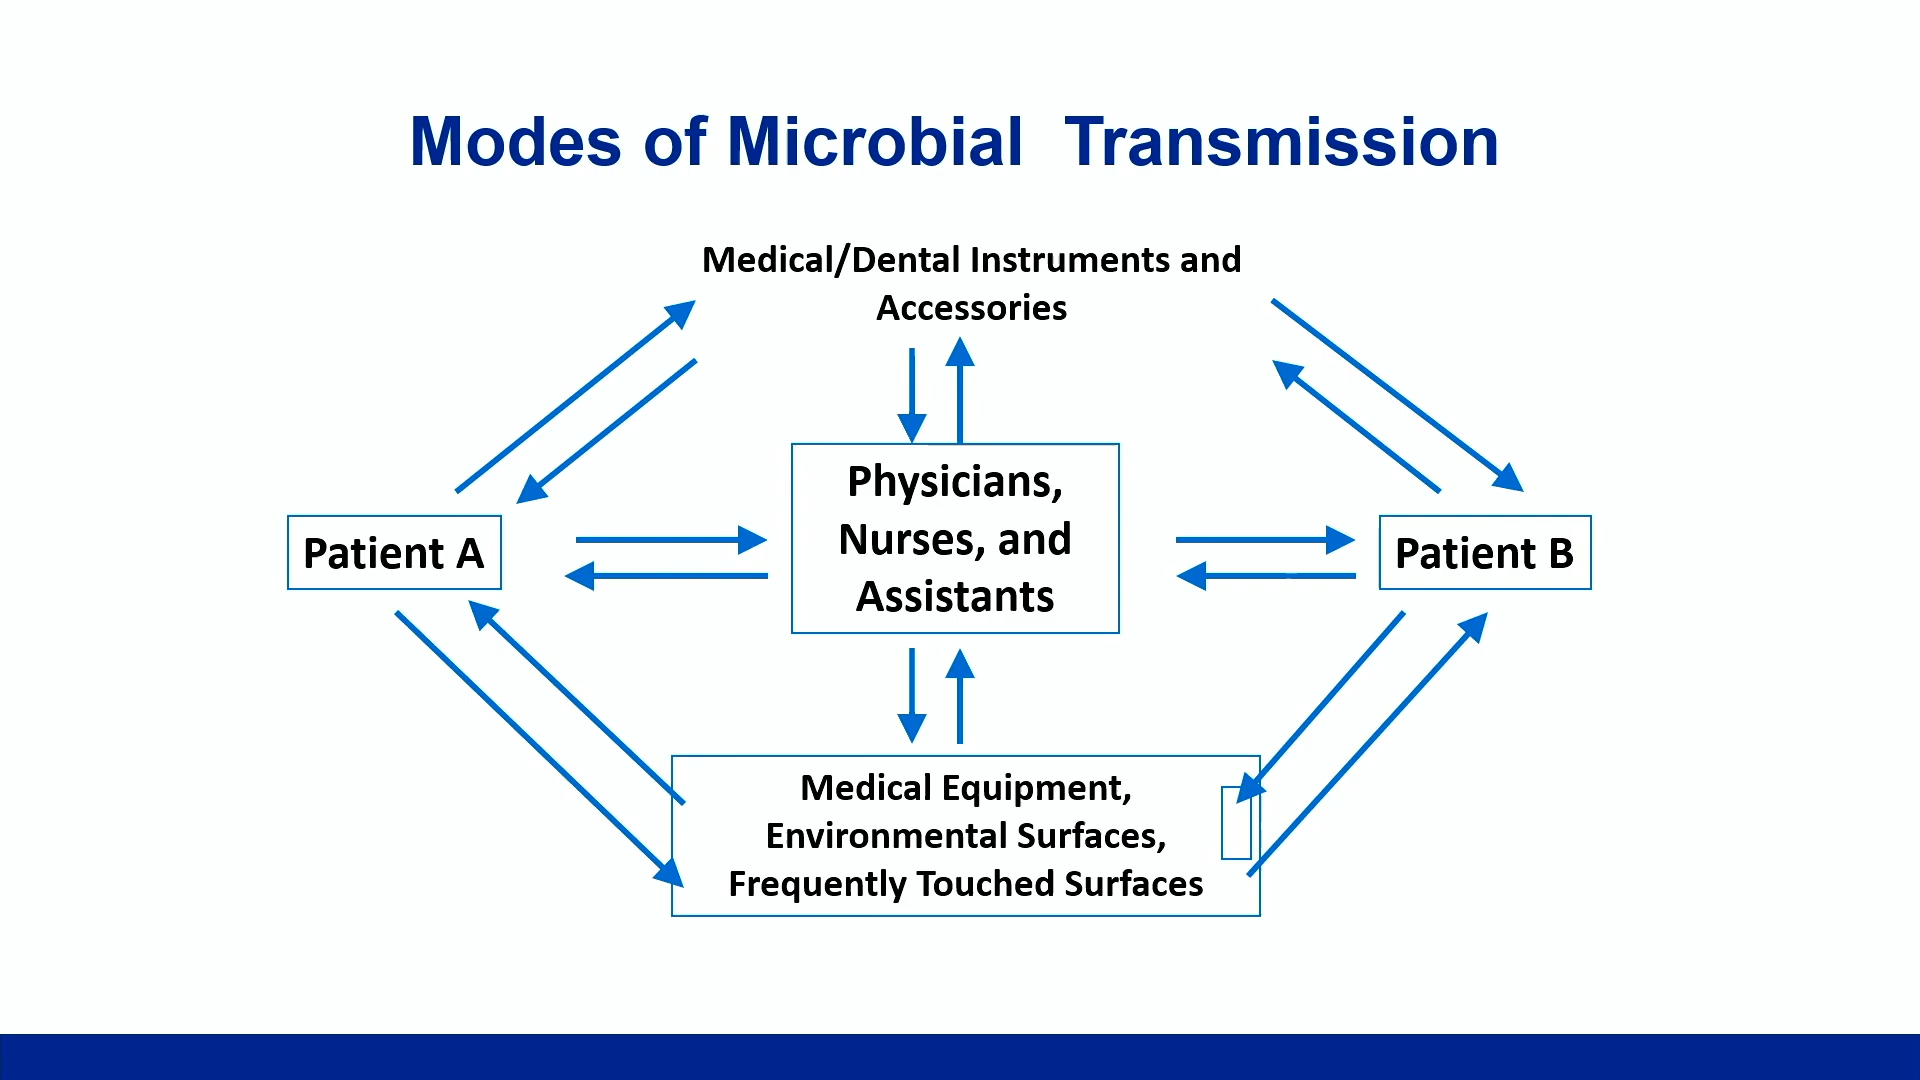 Modes of Microbial  Transmission
Medical/Dental Instruments and
Accessories
Physicians,
Nurses, and
Assistants
Patient A
Patient B
Medical Equipment,
Environmental Surfaces,
Frequently Touched Surfaces